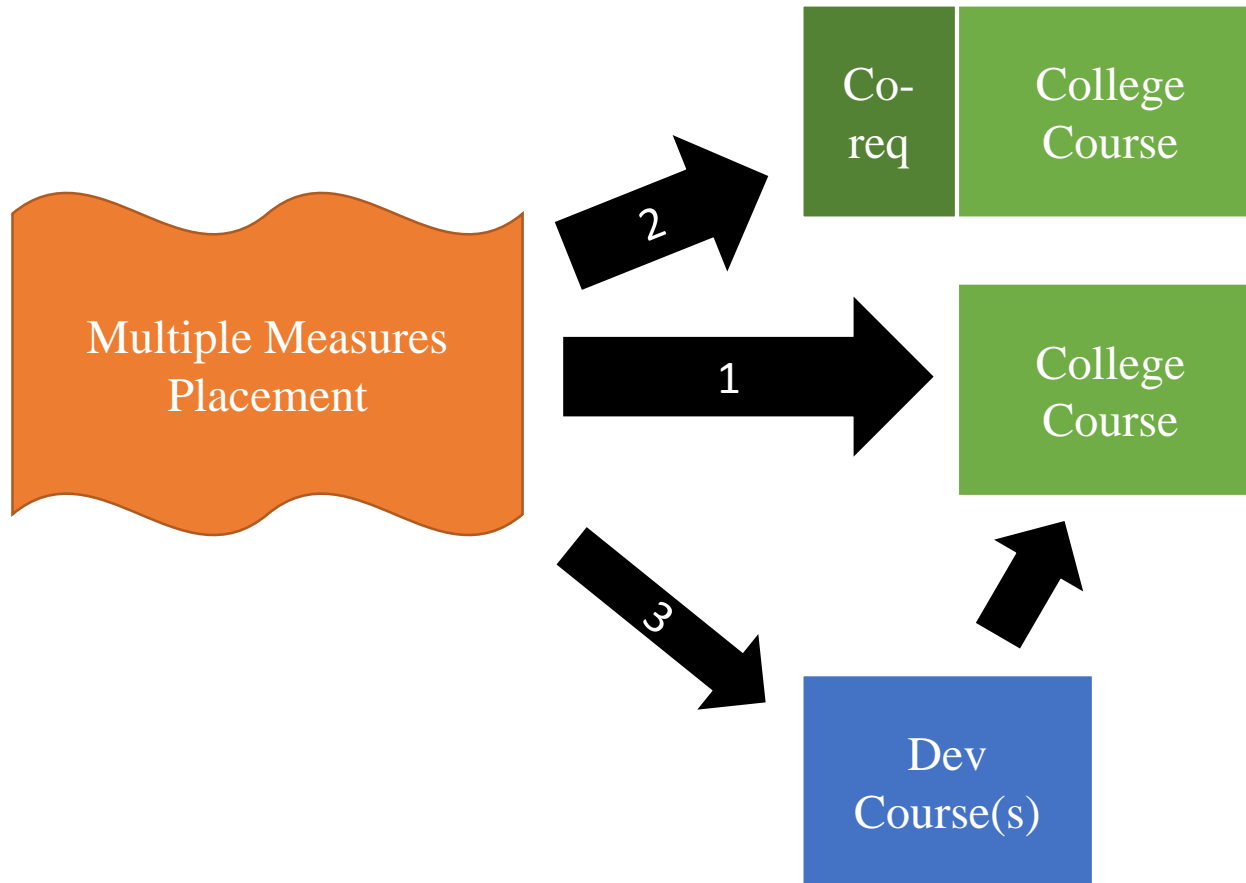 Co-
req
College
Course
2
Multiple Measures
Placement
1
College
Course
3
Dev
Course(s)